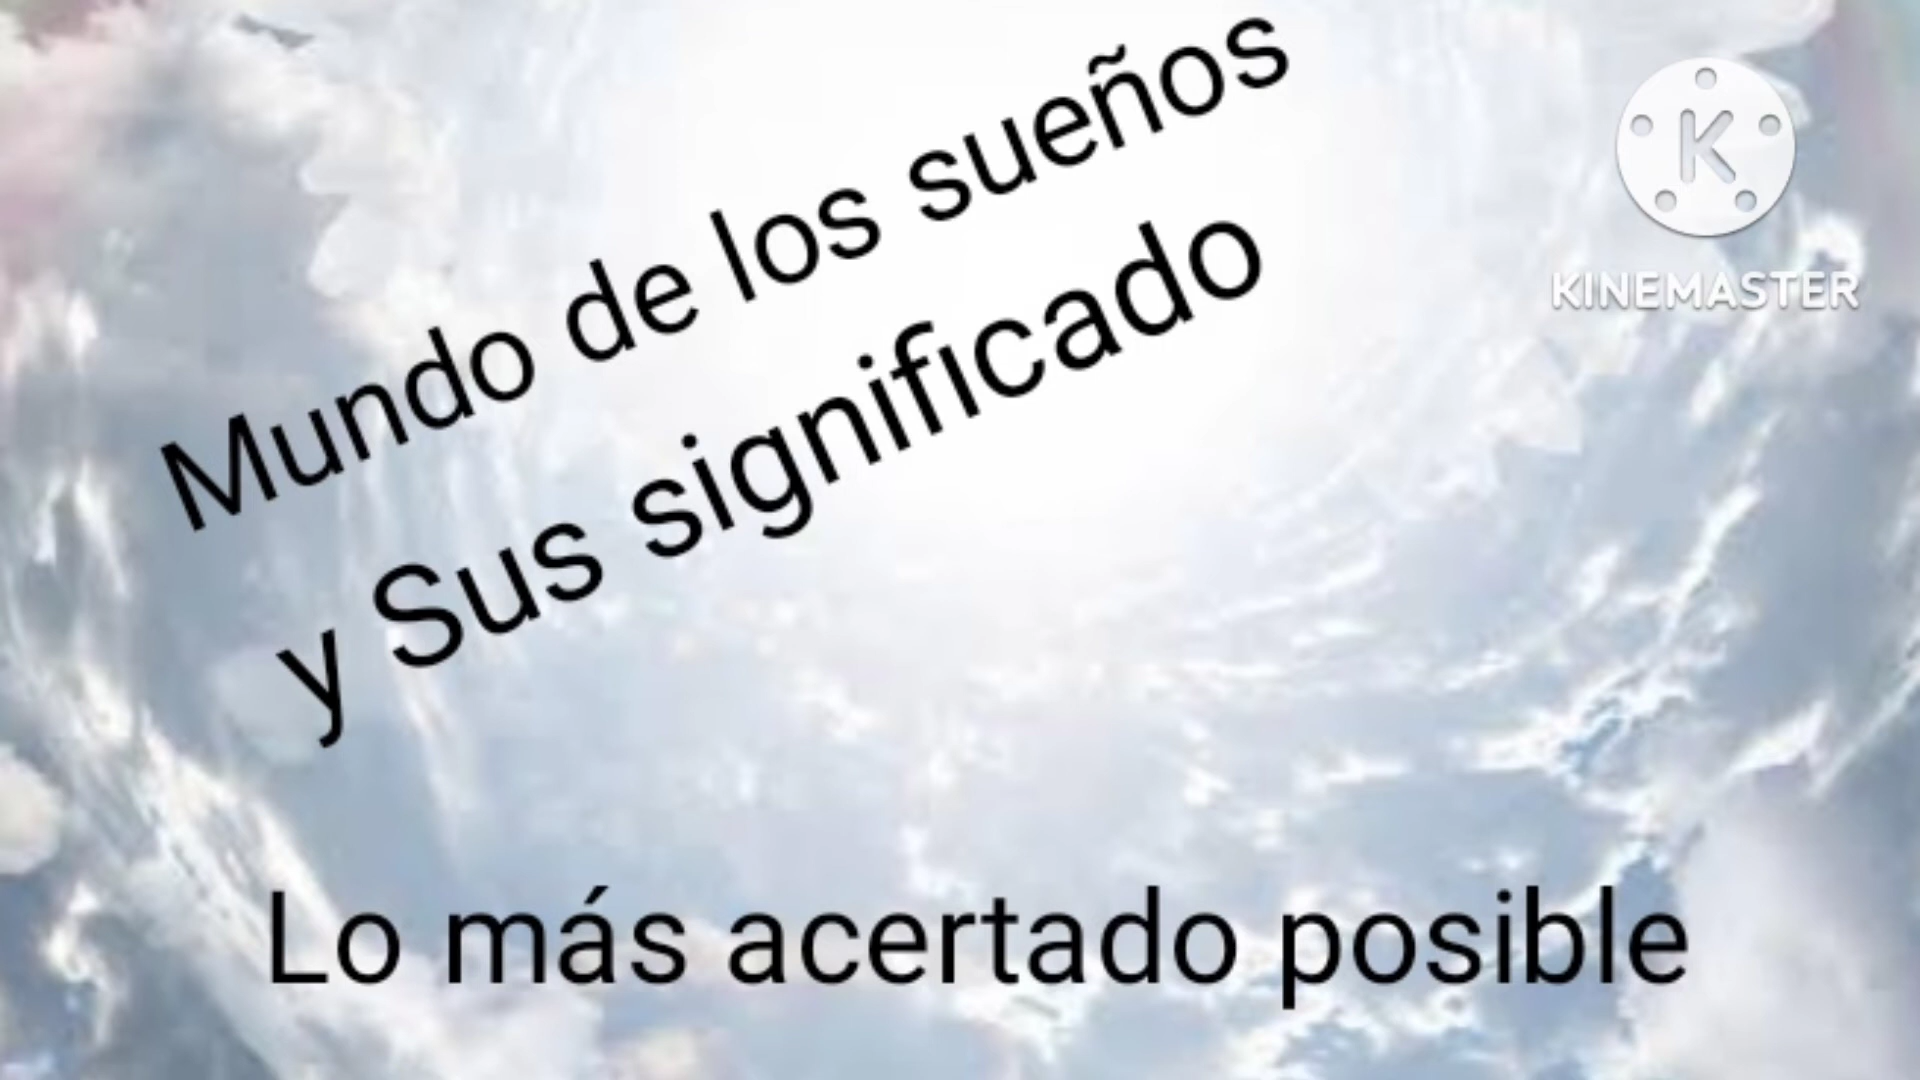 Mundo de los sueños
y Sus significado
K
KINEMASTER
Lo más acertado posible